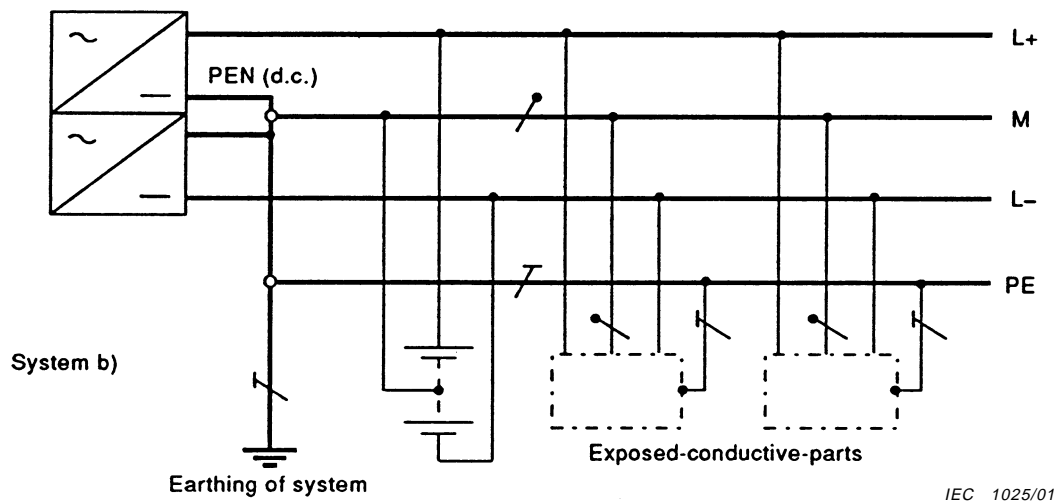 L+
PEN (d.c.)
M
L–
PE
System b)
Exposed-conductive-parts
Earthing of system
IEC 1025/01